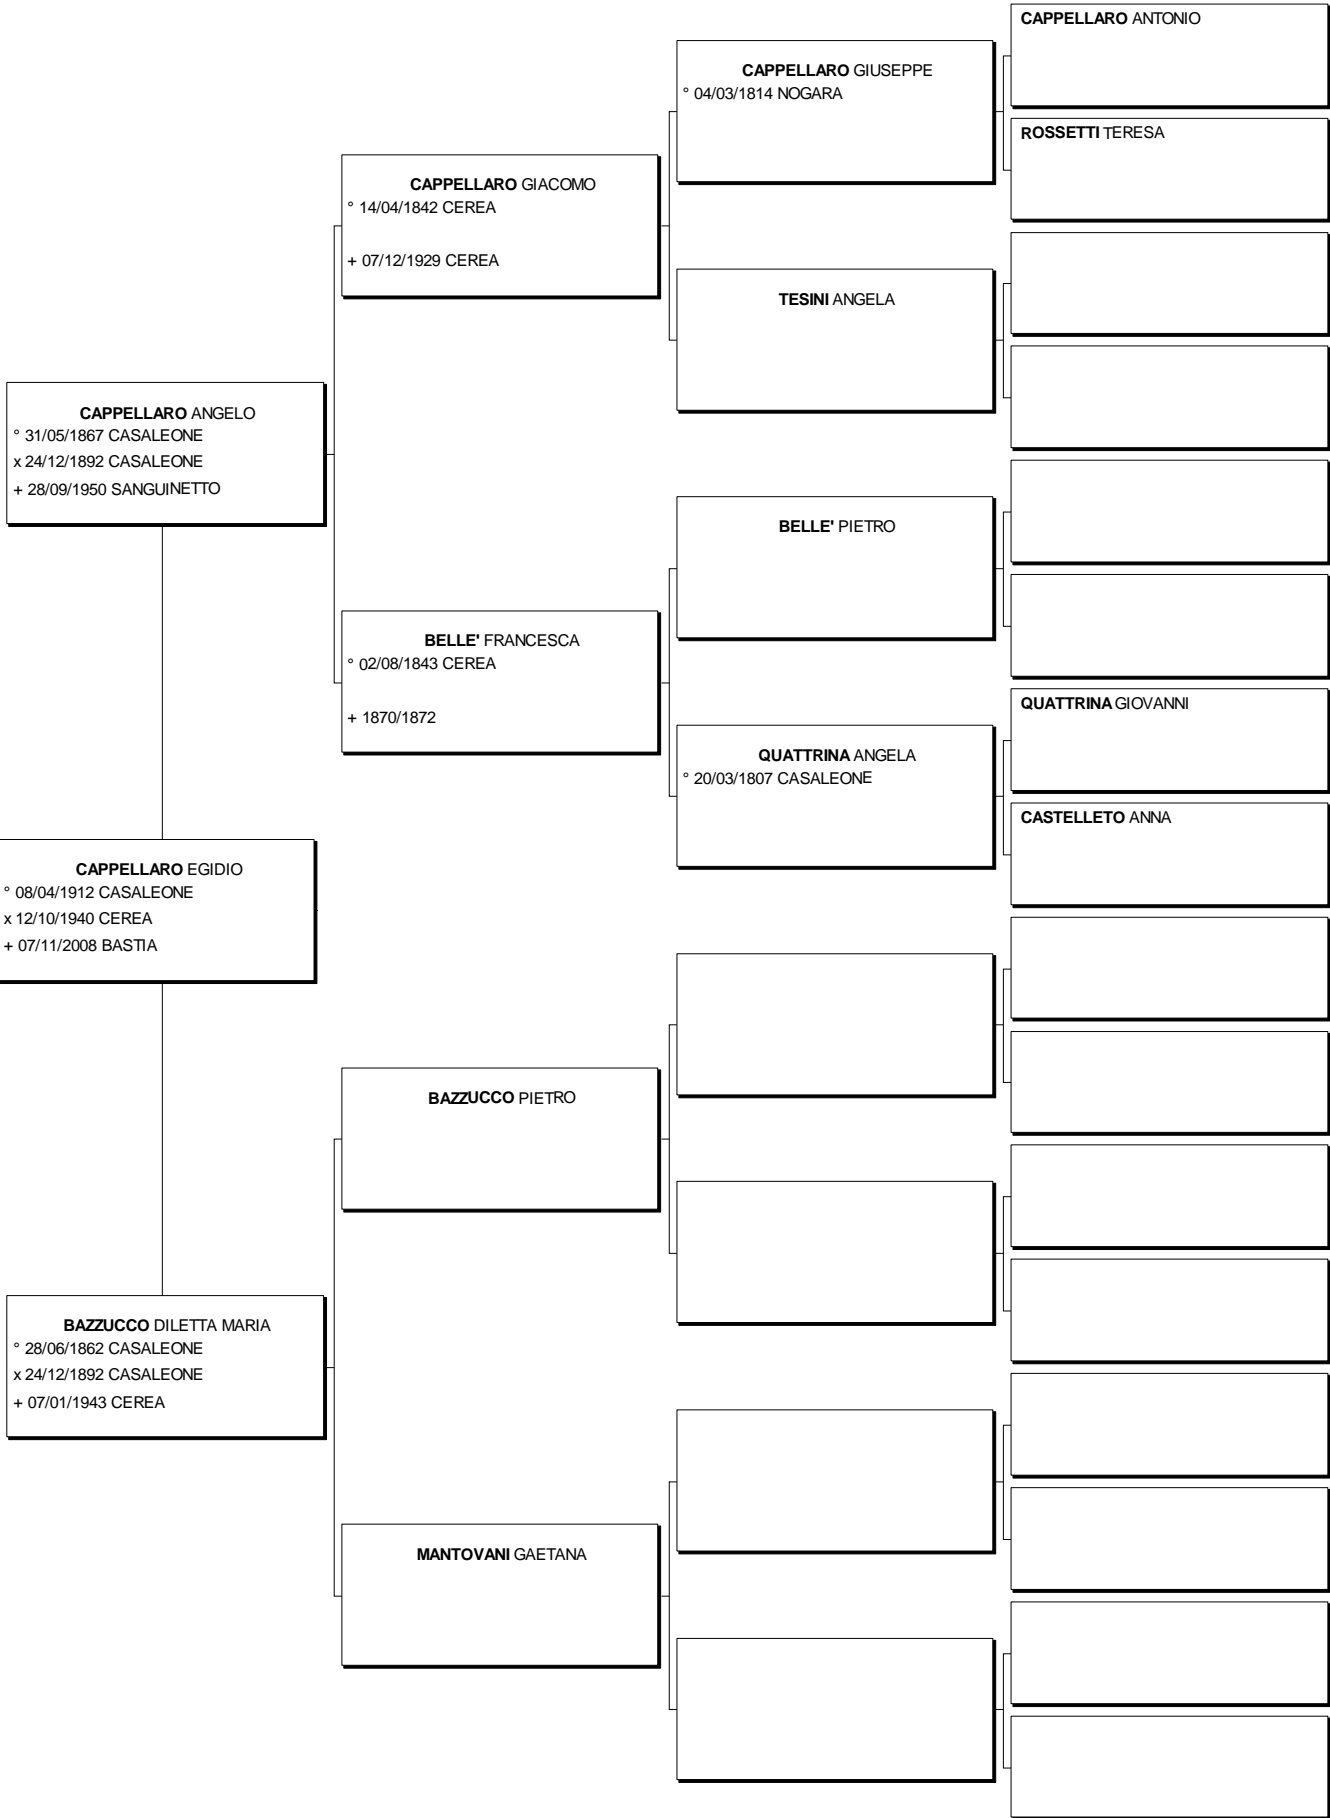 CAPPELLARO ANTONIO
CAPPELLARO GIUSEPPE
° 04/03/1814 NOGARA
ROSSETTI TERESA
CAPPELLARO GIACOMO
° 14/04/1842 CEREA
+ 07/12/1929 CEREA
TESINI ANGELA
CAPPELLARO ANGELO
° 31/05/1867 CASALEONE
x 24/12/1892 CASALEONE
+ 28/09/1950 SANGUINETTO
BELLE' PIETRO
BELLE' FRANCESCA
° 02/08/1843 CEREA
+ 1870/1872
QUATTRINA GIOVANNI
QUATTRINA ANGELA
° 20/03/1807 CASALEONE
CASTELLETO ANNA
CAPPELLARO EGIDIO
° 08/04/1912 CASALEONE
x 12/10/1940 CEREA
+ 07/11/2008 BASTIA
BAZZUCCO PIETRO
BAZZUCCO DILETTA MARIA
° 28/06/1862 CASALEONE
x 24/12/1892 CASALEONE
+ 07/01/1943 CEREA
MANTOVANI GAETANA